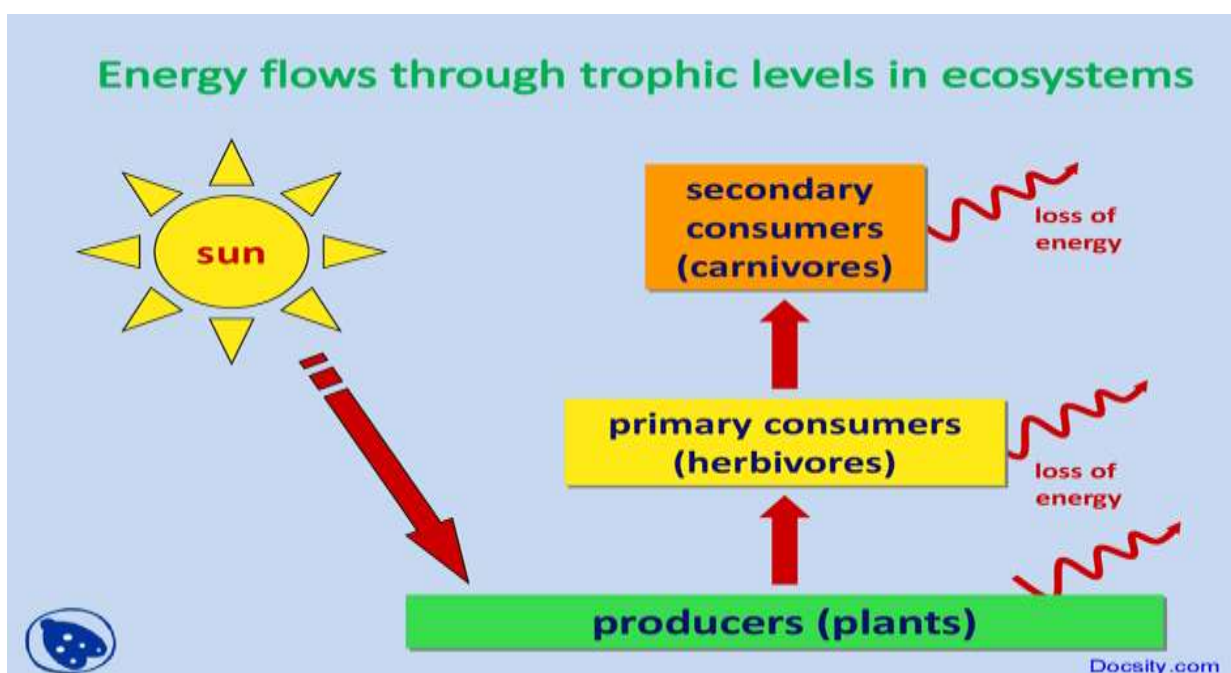 Energy flows through trophic levels in ecosystems
sun
secondary
consumers
(carnivores)
loss of
energy
primary consumers
(herbivores)
loss of
energy
producers (plants)
Docsity.com